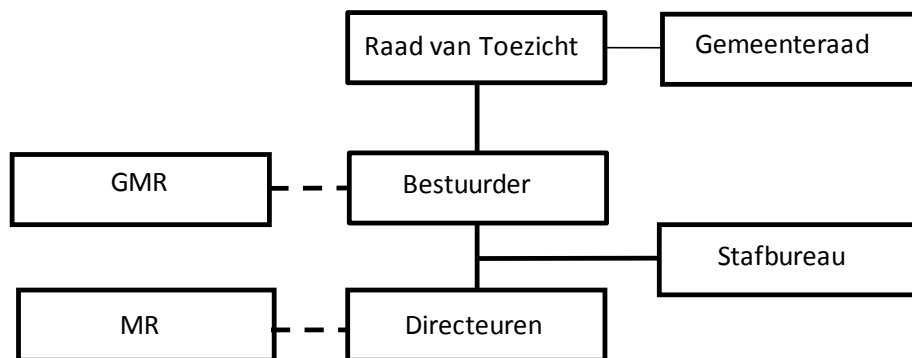 Raad van Toezicht
Gemeenteraad
GMR
Bestuurder
Stafbureau
MR
Directeuren